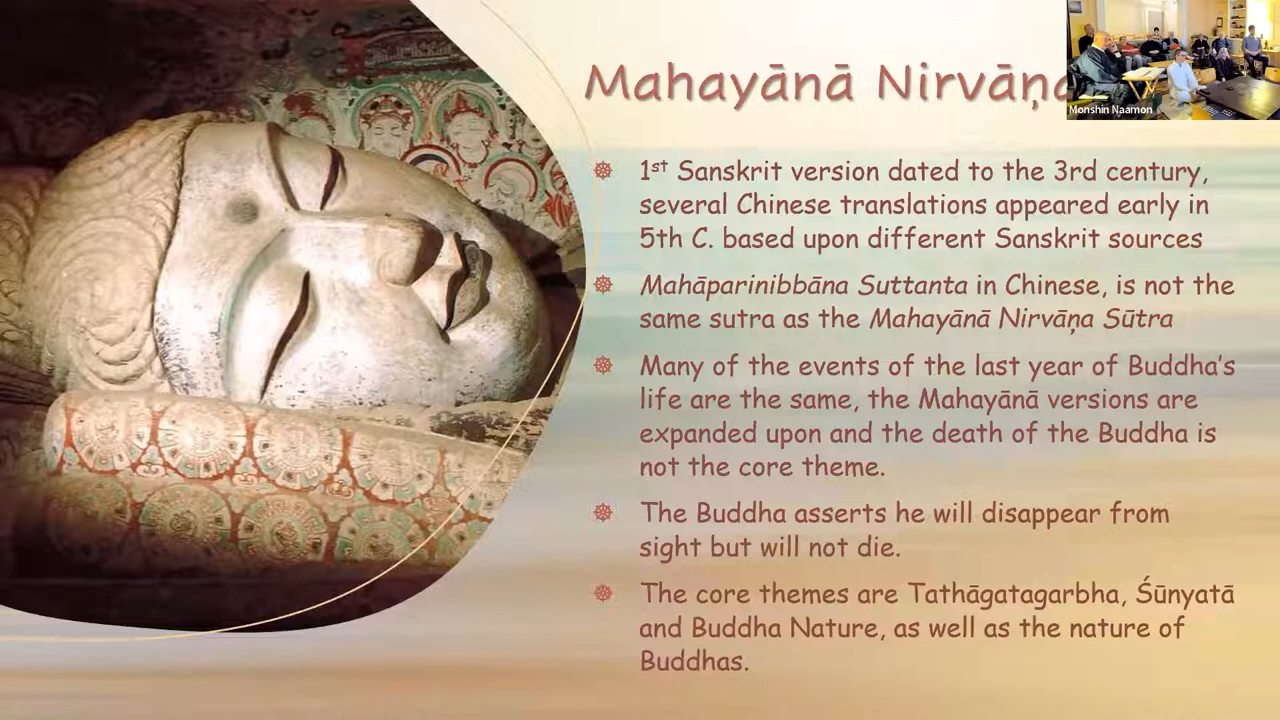 Mahayānā Nirvāṇa
Monshin Naamon
1st Sanskrit version dated to the 3rd century,
several Chinese translations appeared early in
5th C. based upon different Sanskrit sources
Mahāparinibbāna Suttanta in Chinese, is not the
same sutra as the Mahayānā Nirvāṇa Sūtra
Many of the events of the last year of Buddha's
life are the same, the Mahayānā versions are
expanded upon and the death of the Buddha is
not the core theme.
The Buddha asserts he will disappear from
sight but will not die.
The core themes are Tathāgatagarbha, Śūnyatā
and Buddha Nature, as well as the nature of
Buddhas.